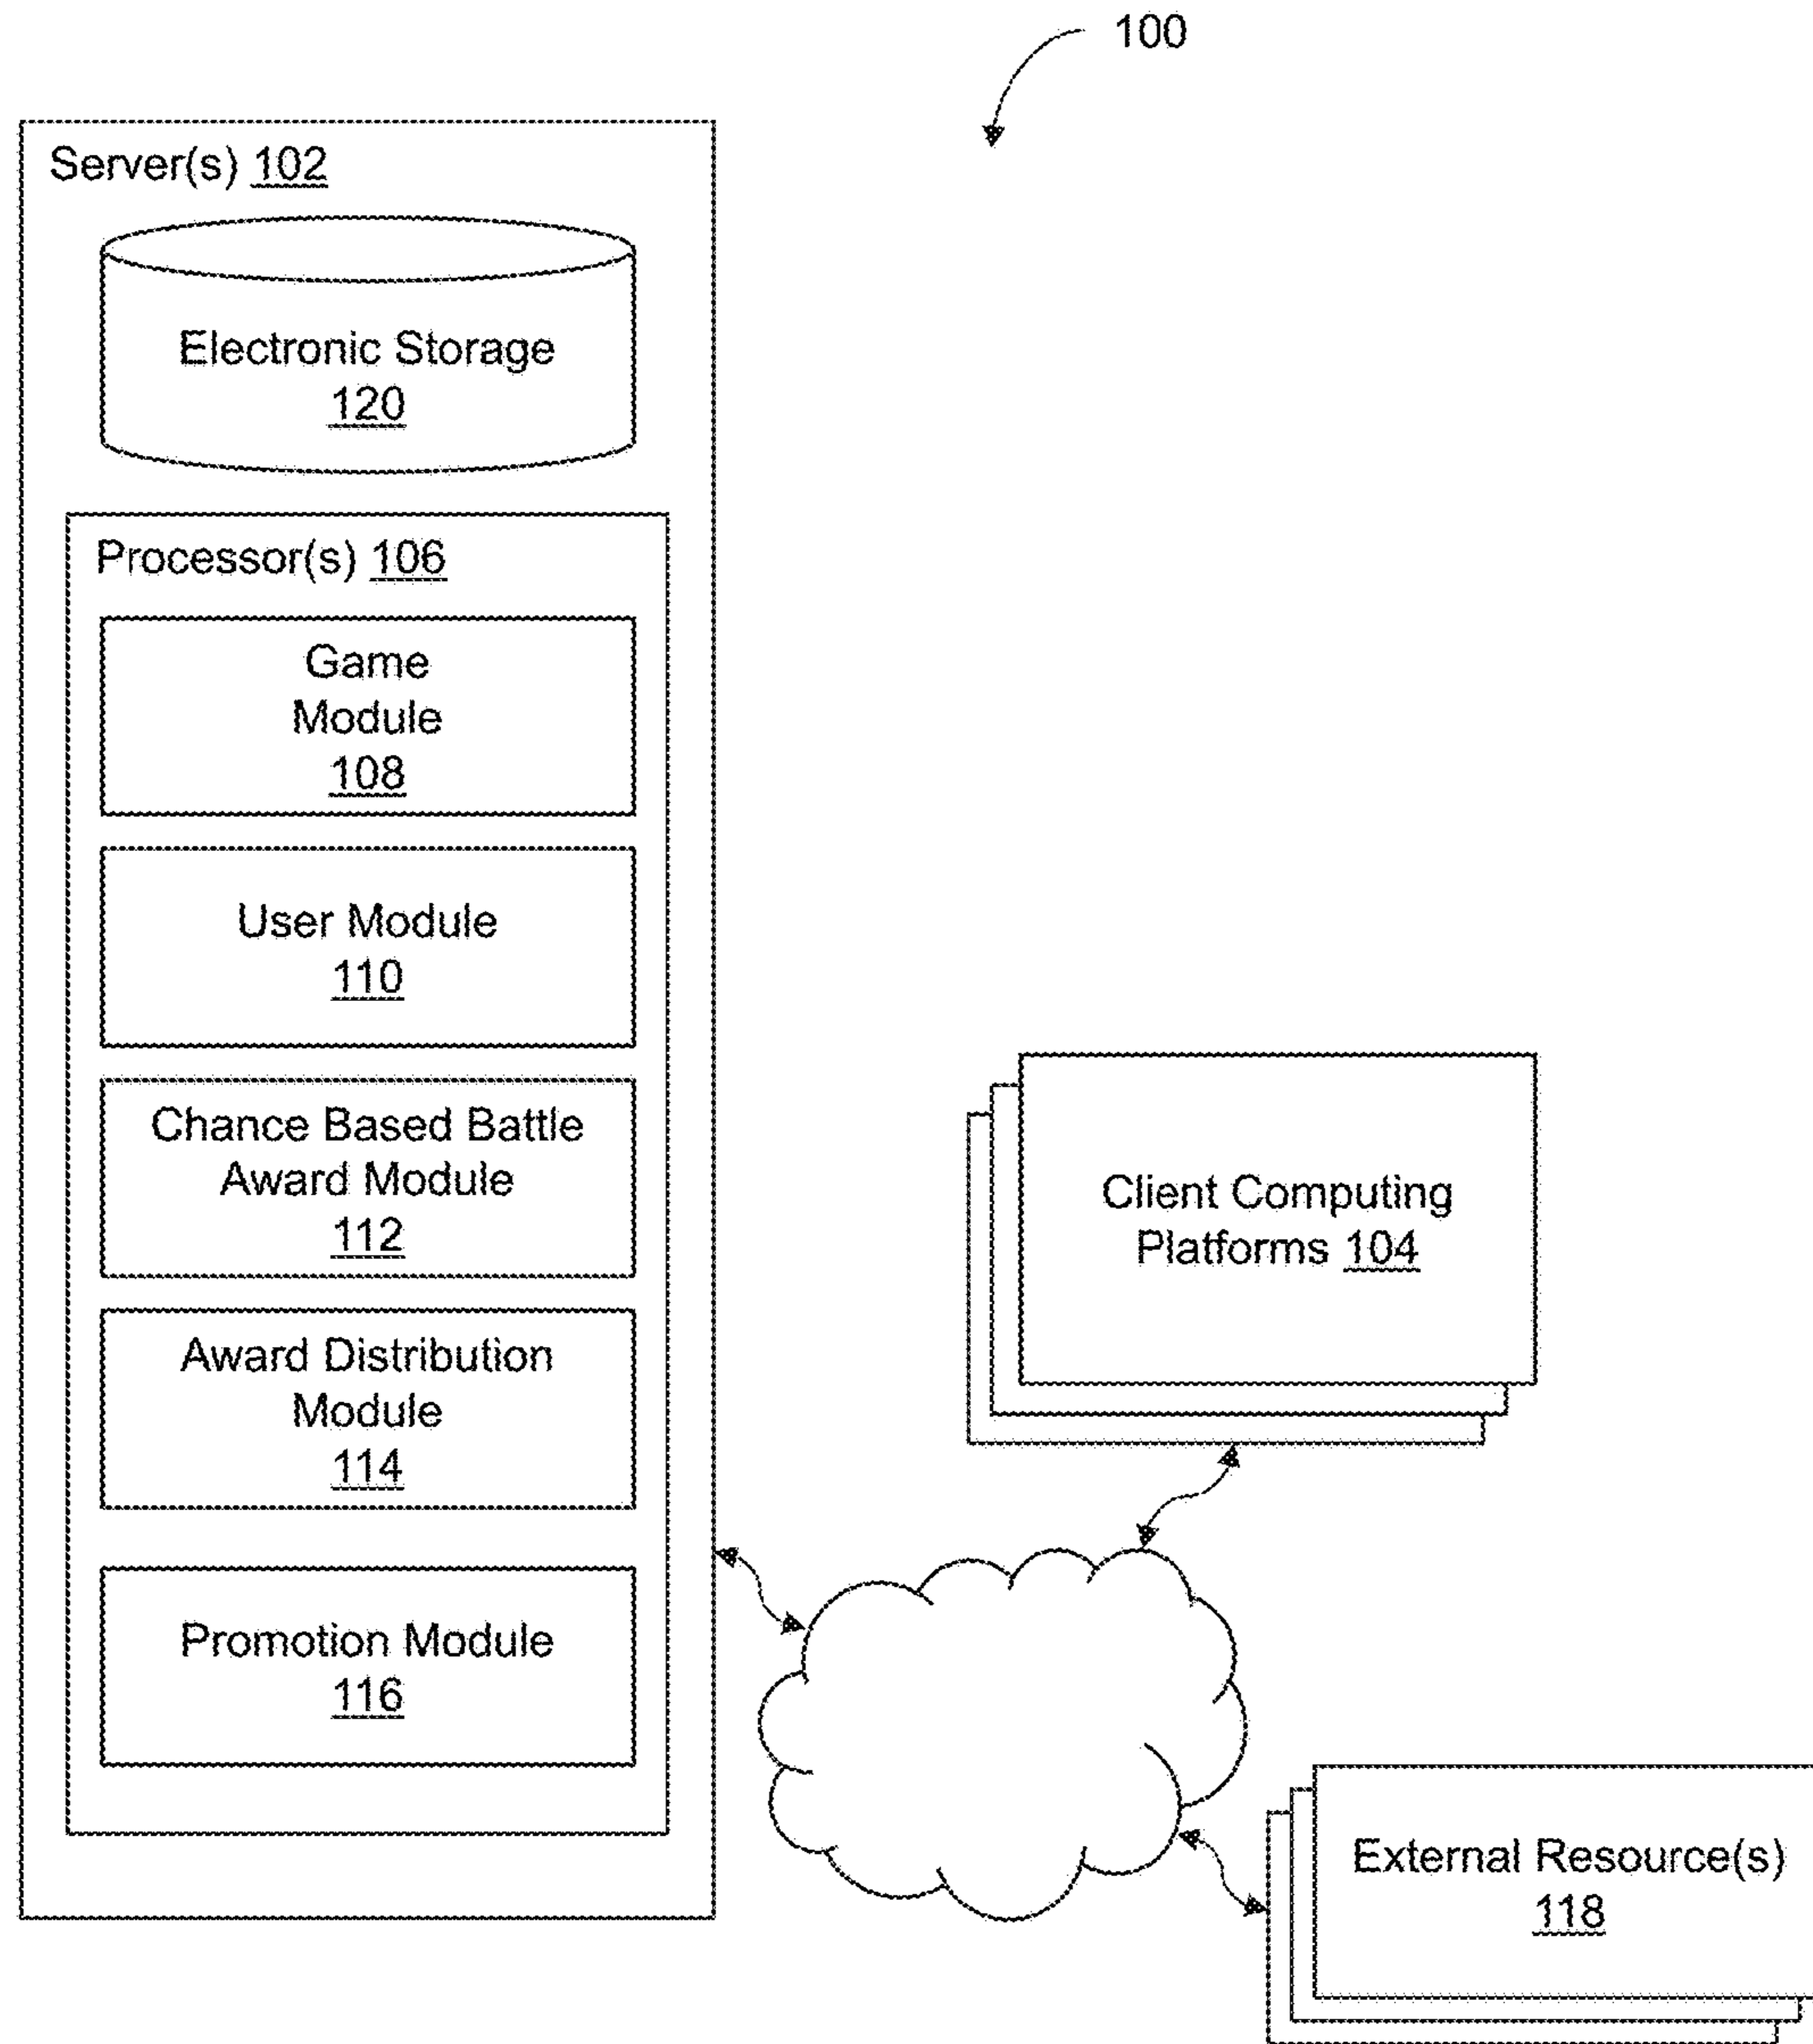 100
Server(s) 102
Electronic Storage
120
Processor(s) 106
Game
Module
108
User Module
110
Chance Based Battle
Award Module
112
Award Distribution
Module
114
Promotion Module
116
Client Computing
Platforms 104
External Resource(s)
118